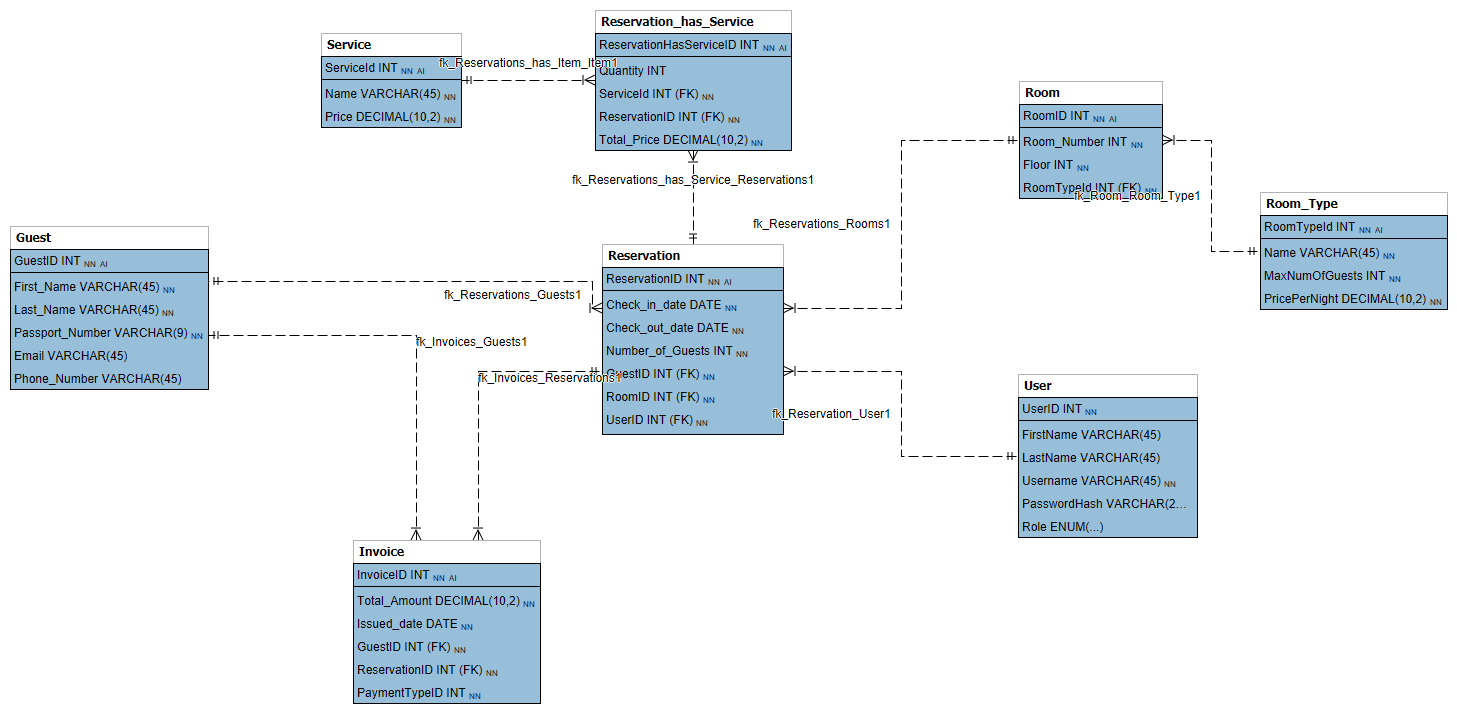 Reservation_has_Service
ReservationHasServiceID INT NN AI
Quantity INT
ServiceId INT (FK) NN
ReservationID INT (FK) NN
Total_Price DECIMAL(10,2) NN
Service
ServiceId INT NN AI
Name VARCHAR(45) NN
Price DECIMAL(10,2) NN
fk_Reservations_has_Item_Item1
fk_Reservations_has_Service_Reservations1
Room
RoomID INT NN AI
Room_Number INT NN
Floor INT NN
RoomTypeId INT (FK) NN
fk_Room_Room_Type1
Room_Type
RoomTypeId INT NN AI
Name VARCHAR(45) NN
MaxNumOfGuests INT NN
PricePerNight DECIMAL(10,2) NN
fk_Reservations_Rooms1
Guest
GuestID INT NN AI
First_Name VARCHAR(45) NN
Last_Name VARCHAR(45) NN
Passport_Number VARCHAR(9) NN
Email VARCHAR(45)
Phone_Number VARCHAR(45)
fk_Reservations_Guests1
fk_Invoices_Guests1
fk_Invoices_Reservations1
Reservation
ReservationID INT NN AI
Check_in_date DATE NN
Check_out_date DATE NN
Number_of_Guests INT NN
GuestID INT (FK) NN
RoomID INT (FK) NN
UserID INT (FK) NN
fk_Reservation_User1
User
UserID INT NN
FirstName VARCHAR(45)
LastName VARCHAR(45)
Username VARCHAR(45) NN
PasswordHash VARCHAR(2...
Role ENUM(...)
Invoice
InvoiceID INT NN AI
Total_Amount DECIMAL(10,2) NN
Issued_date DATE NN
GuestID INT (FK) NN
ReservationID INT (FK) NN
PaymentTypeID INT NN